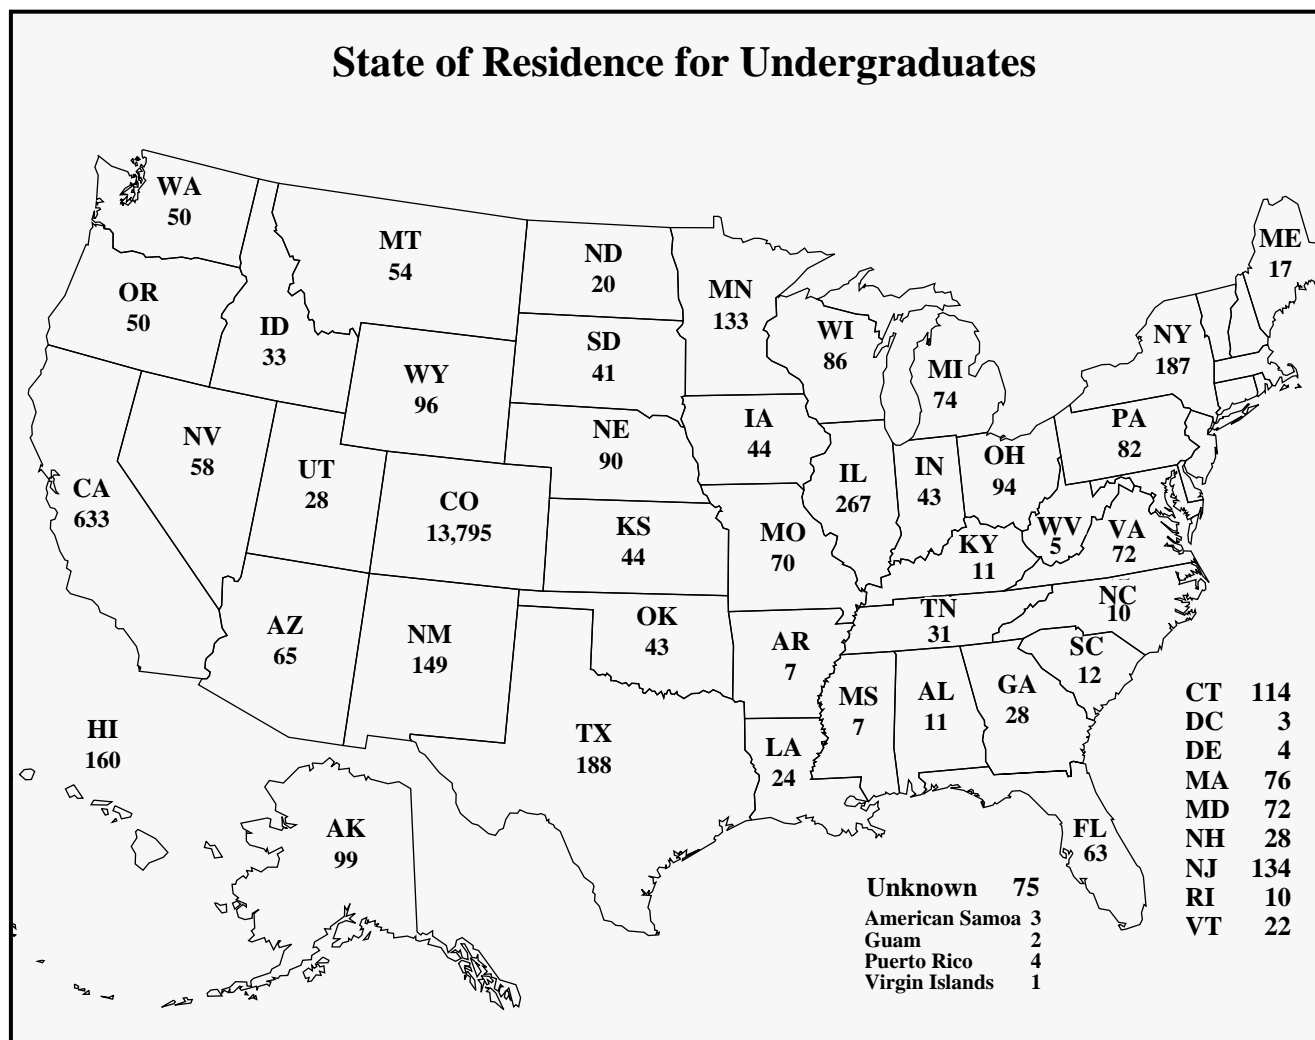 State of Residence for Undergraduates
WA
50
MT
54
ND
20
MN
133
ME
17
OR
50
ID
33
SD
41
WI
86
NY
187
WY
96
MI
74
NV
58
NE
90
IA
44
PA
82
UT
28
IL
267
IN
43
OH
94
CA
633
CO
13,795
KS
44
MO
70
WV
5
VA
72
KY
11
NC
10
TN
31
AZ
65
NM
149
OK
43
AR
7
SC
12
MS
7
AL
11
GA
28
TX
188
LA
24
HI
160
AK
99
FL
63
CT 114
DC 3
DE 4
MA 76
MD 72
NH 28
NJ 134
RI 10
VT 22
Unknown 75
American Samoa 3
Guam 2
Puerto Rico 4
Virgin Islands 1